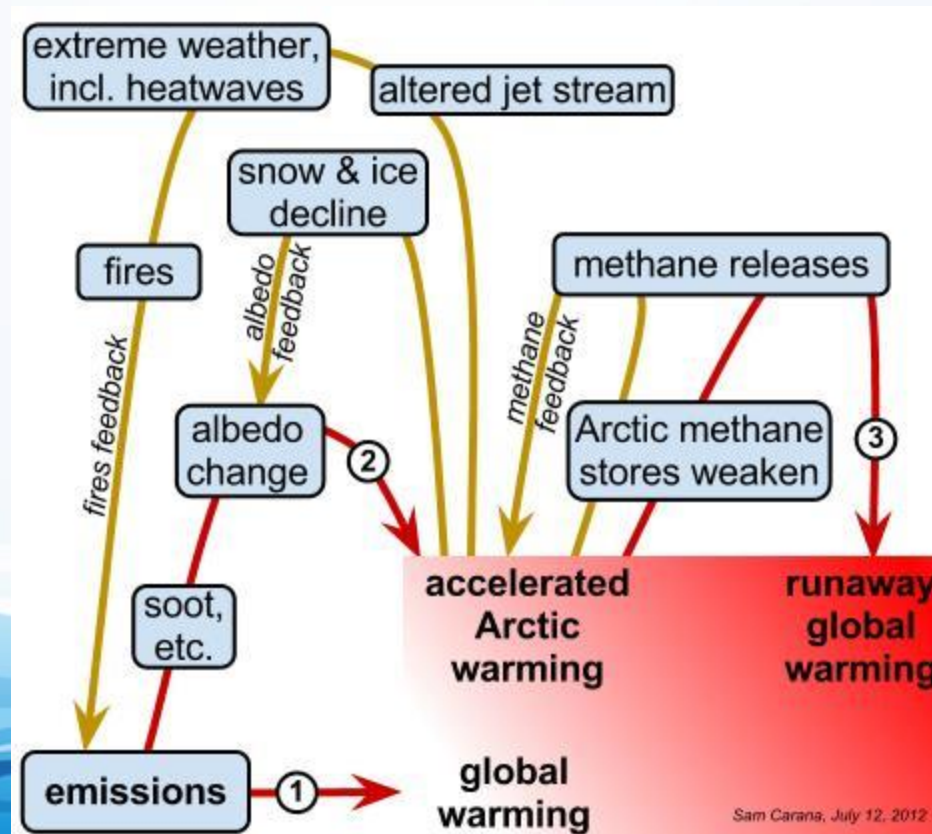 extreme weather,
incl. heatwaves
altered jet stream
snow & ice
decline
fires
methane releases
albedo
feedback
methane
feedback
fires feedback
albedo
change
2
Arctic methane
stores weaken
3
accelerated
Arctic
warming
runaway
global
warming
soot,
etc.
emissions
1
global
warming
Sam Carana, July 12, 2012